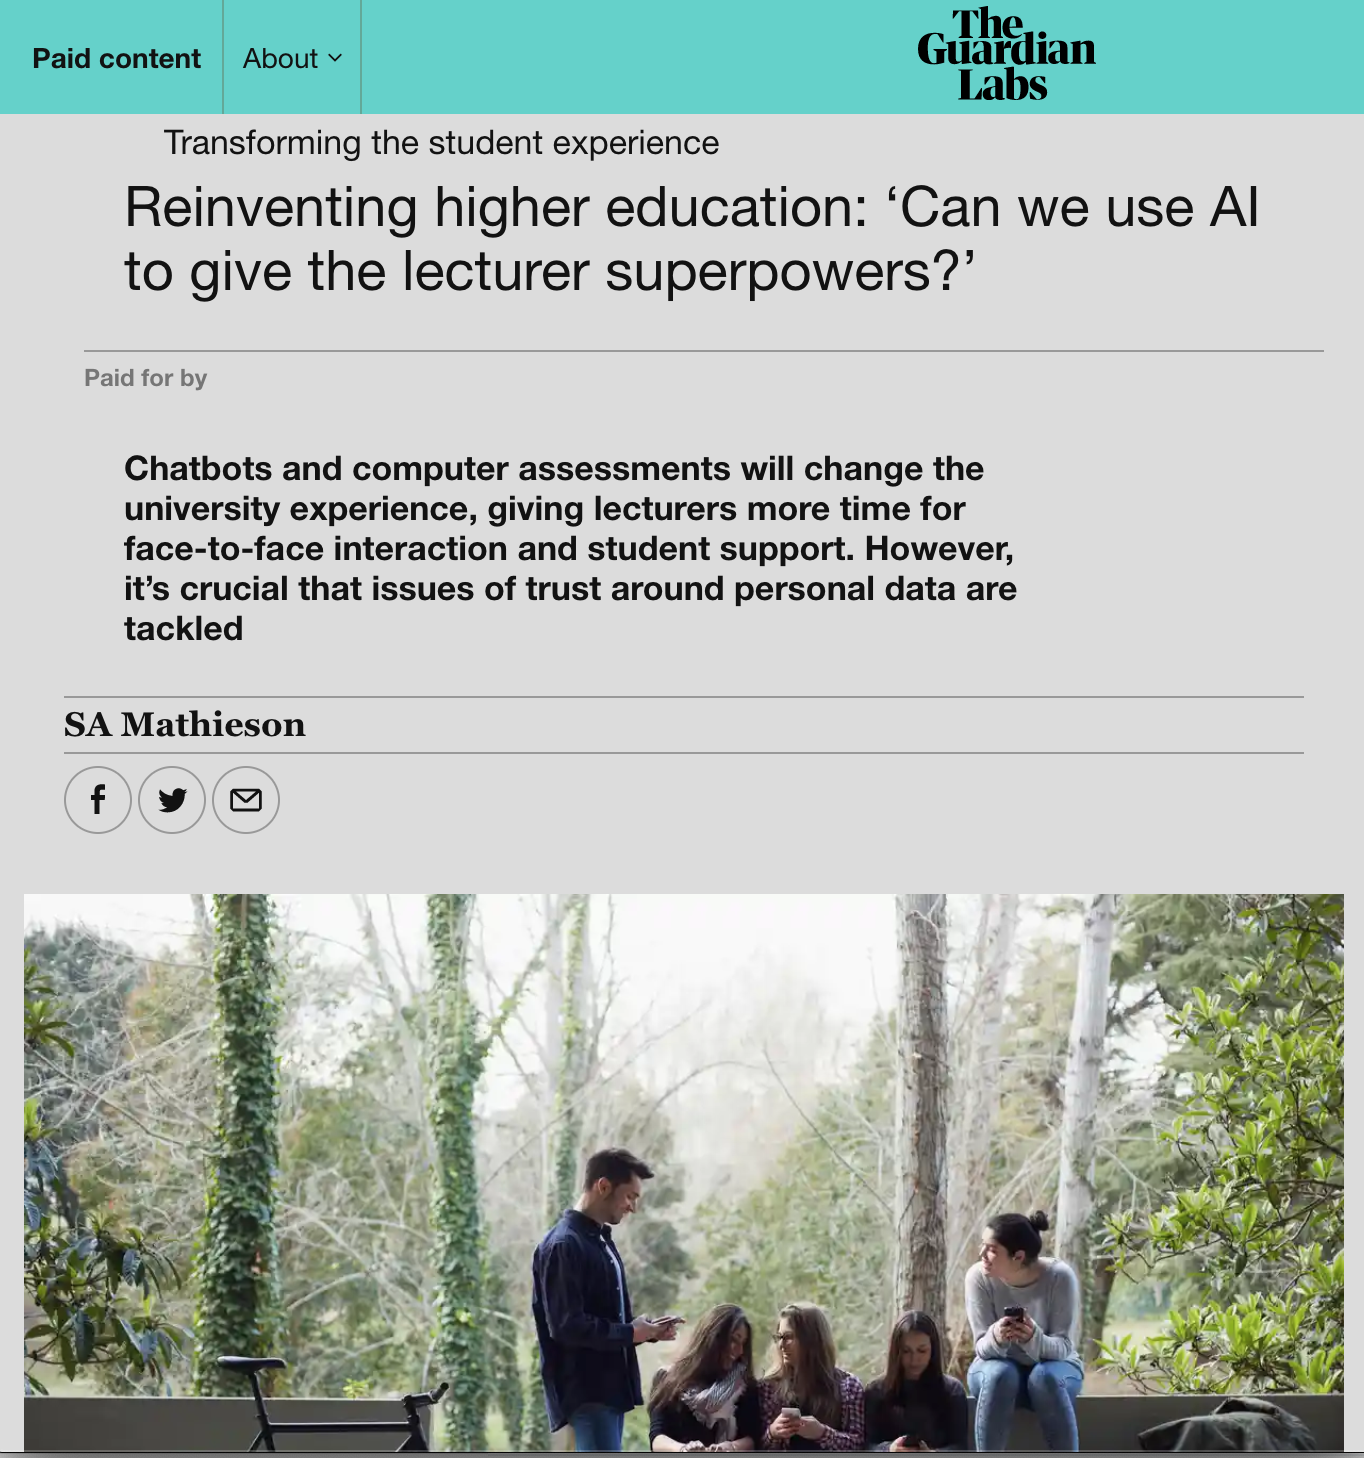 Paid content
About
The
Guardian
Labs
Transforming the student experience
Reinventing higher education: ‘Can we use AI
to give the lecturer superpowers?’
Paid for by
Chatbots and computer assessments will change the
university experience, giving lecturers more time for
face-to-face interaction and student support. However,
it’s crucial that issues of trust around personal data are
tackled
SA Mathieson